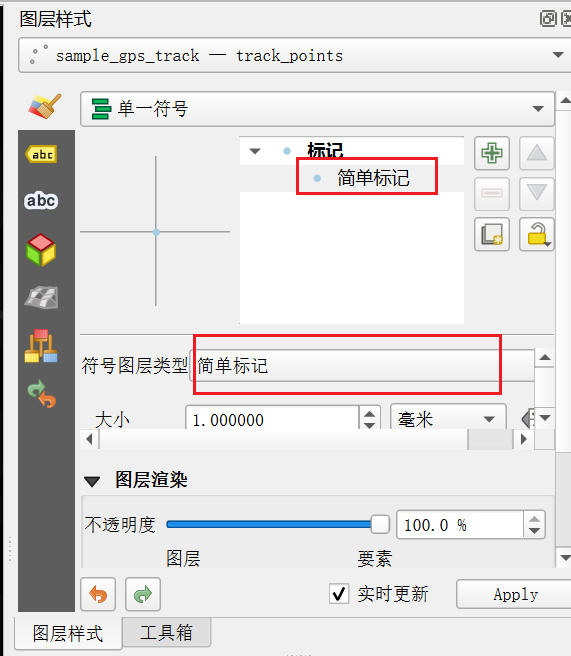 图层样式
sample_gps_track — track_points
单一符号
abc
abc
标记
简单标记
符号图层类型 简单标记
大小 1.000000 毫米
图层渲染
不透明度 100.0 %
图层 要素
实时更新 Apply
图层样式 工具箱